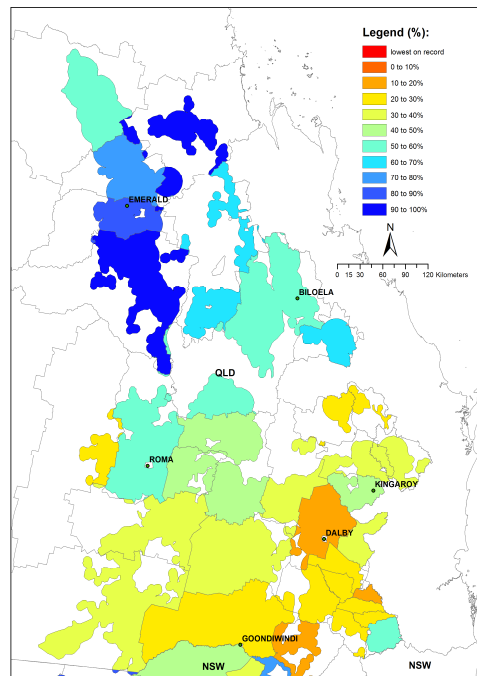 Legend (%):
lowest on record
0 to 10%
10 to 20%
20 to 30%
30 to 40%
40 to 50%
50 to 60%
60 to 70%
70 to 80%
80 to 90%
90 to 100%
N
0 15 30 60 90 120
Kilometers
EMERALD
BILOELA
QLD
ROMA
KINGAROY
DALBY
GOONDIWINDI
NSW
NSW